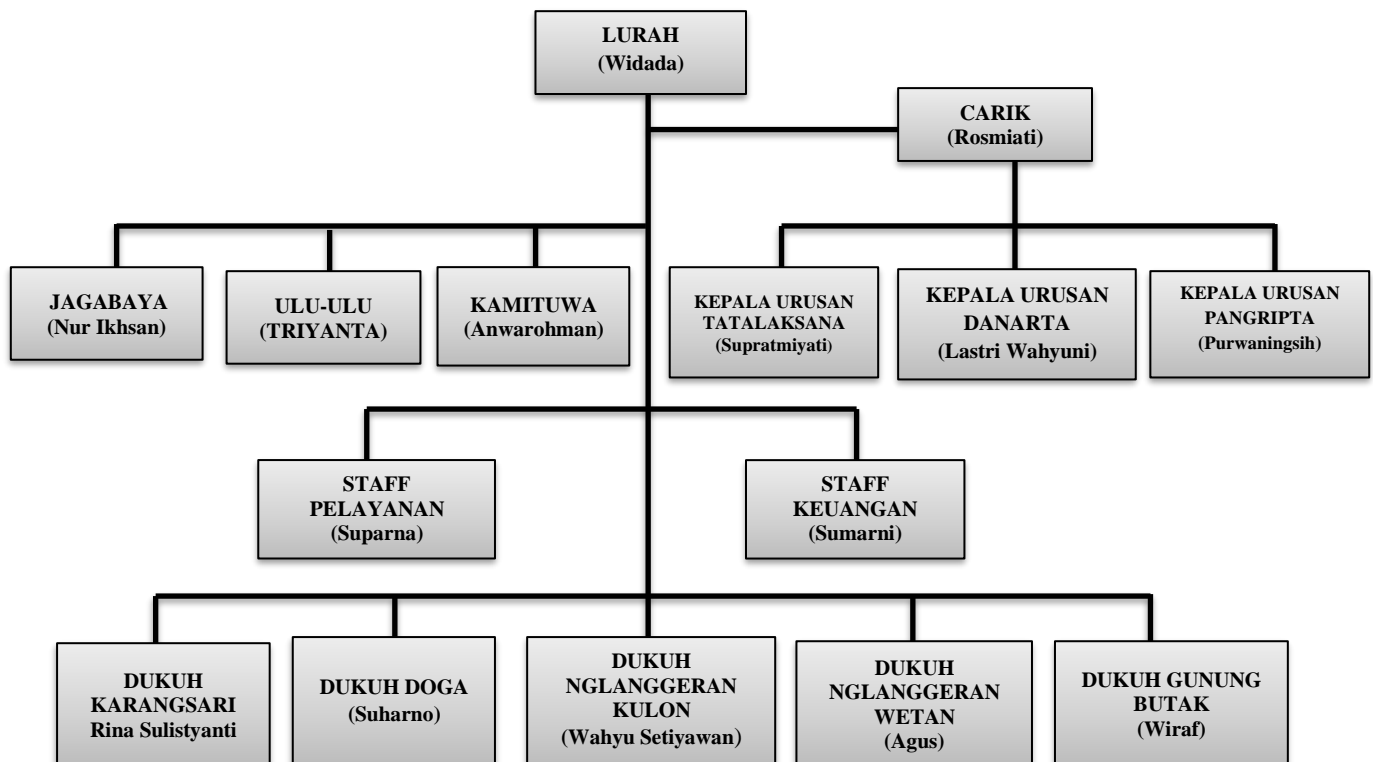 LURAH
(Widada)
CARIK
(Rosmiati)
JAGABAYA
(Nur Ikhsan)
ULU-ULU
(TRIYANTA)
KAMITUWA
(Anwarohman)
KEPALA URUSAN
TATALAKSANA
(Supratmiyati)
KEPALA URUSAN
DANARTA
(Lastri Wahyuni)
KEPALA URUSAN
PANGRIPTA
(Purwaningsih)
STAFF
PELAYANAN
(Suparna)
STAFF
KEUANGAN
(Sumarni)
DUKUH
KARANGSARI
Rina Sulistyanti
DUKUH DOGA
(Suharno)
DUKUH
NGLANGGERAN
KULON
(Wahyu Setiyawan)
DUKUH
NGLANGGERAN
WETAN
(Agus)
DUKUH GUNUNG
BUTAK
(Wiraf)